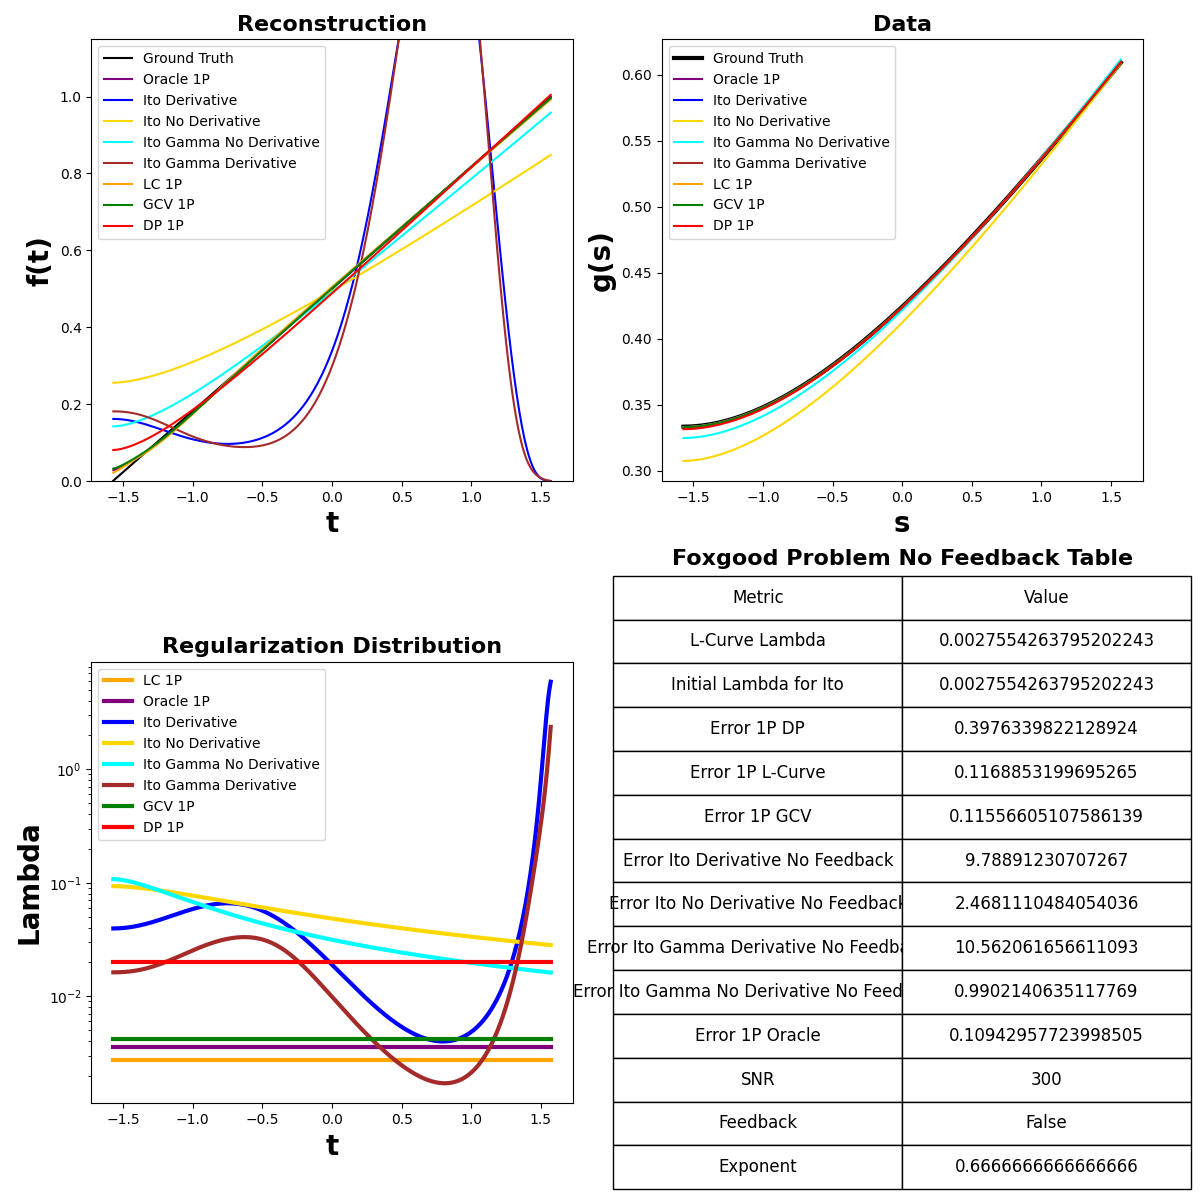 Reconstruction
Ground Truth
Oracle 1P
Ito Derivative
Ito No Derivative
Ito Gamma No Derivative
Ito Gamma Derivative
LC 1P
GCV 1P
DP 1P
f(t)
1.0
0.8
0.6
0.4
0.2
0.0
−1.5 −1.0 −0.5 0.0 0.5 1.0 1.5
t
Data
Ground Truth
Oracle 1P
Ito Derivative
Ito No Derivative
Ito Gamma No Derivative
Ito Gamma Derivative
LC 1P
GCV 1P
DP 1P
g(s)
0.60
0.55
0.50
0.45
0.40
0.35
0.30
−1.5 −1.0 −0.5 0.0 0.5 1.0 1.5
s
Regularization Distribution
LC 1P
Oracle 1P
Ito Derivative
Ito No Derivative
Ito Gamma No Derivative
Ito Gamma Derivative
GCV 1P
DP 1P
Lambda
10⁰
10⁻¹
10⁻²
−1.5 −1.0 −0.5 0.0 0.5 1.0 1.5
t
Foxgood Problem No Feedback Table
Metric Value
L-Curve Lambda 0.0027554263795202243
Initial Lambda for Ito 0.0027554263795202243
Error 1P DP 0.3976339822128924
Error 1P L-Curve 0.1168853199695265
Error 1P GCV 0.11556605107586139
Error Ito Derivative No Feedback 9.78891230707267
Error Ito No Derivative No Feedback 2.4681110484054036
Error Ito Gamma Derivative No Feedba 10.562061656611093
Error Ito Gamma No Derivative No Feed 0.9902140635117769
Error 1P Oracle 0.10942957723998505
SNR 300
Feedback False
Exponent 0.6666666666666666